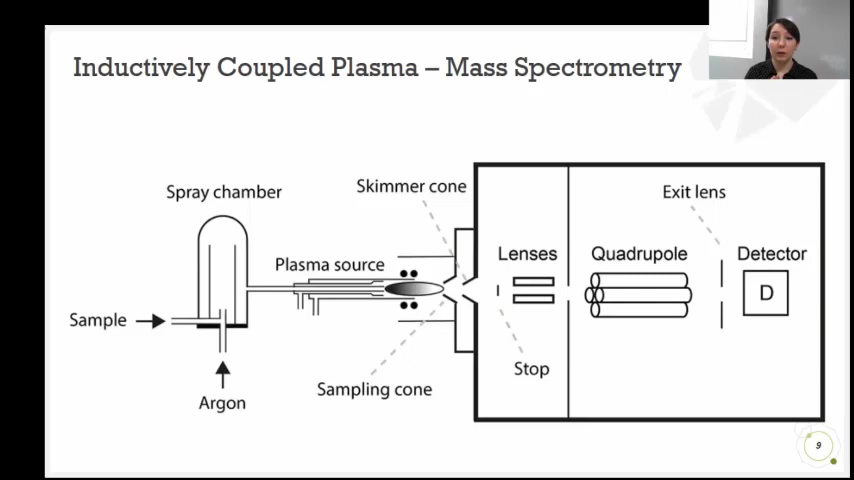 Inductively Coupled Plasma – Mass Spectrometry
Skimmer cone
Exit lens
Spray chamber
Lenses
Quadrupole
Detector
Plasma source
D
Sample
Stop
Sampling cone
Argon
9